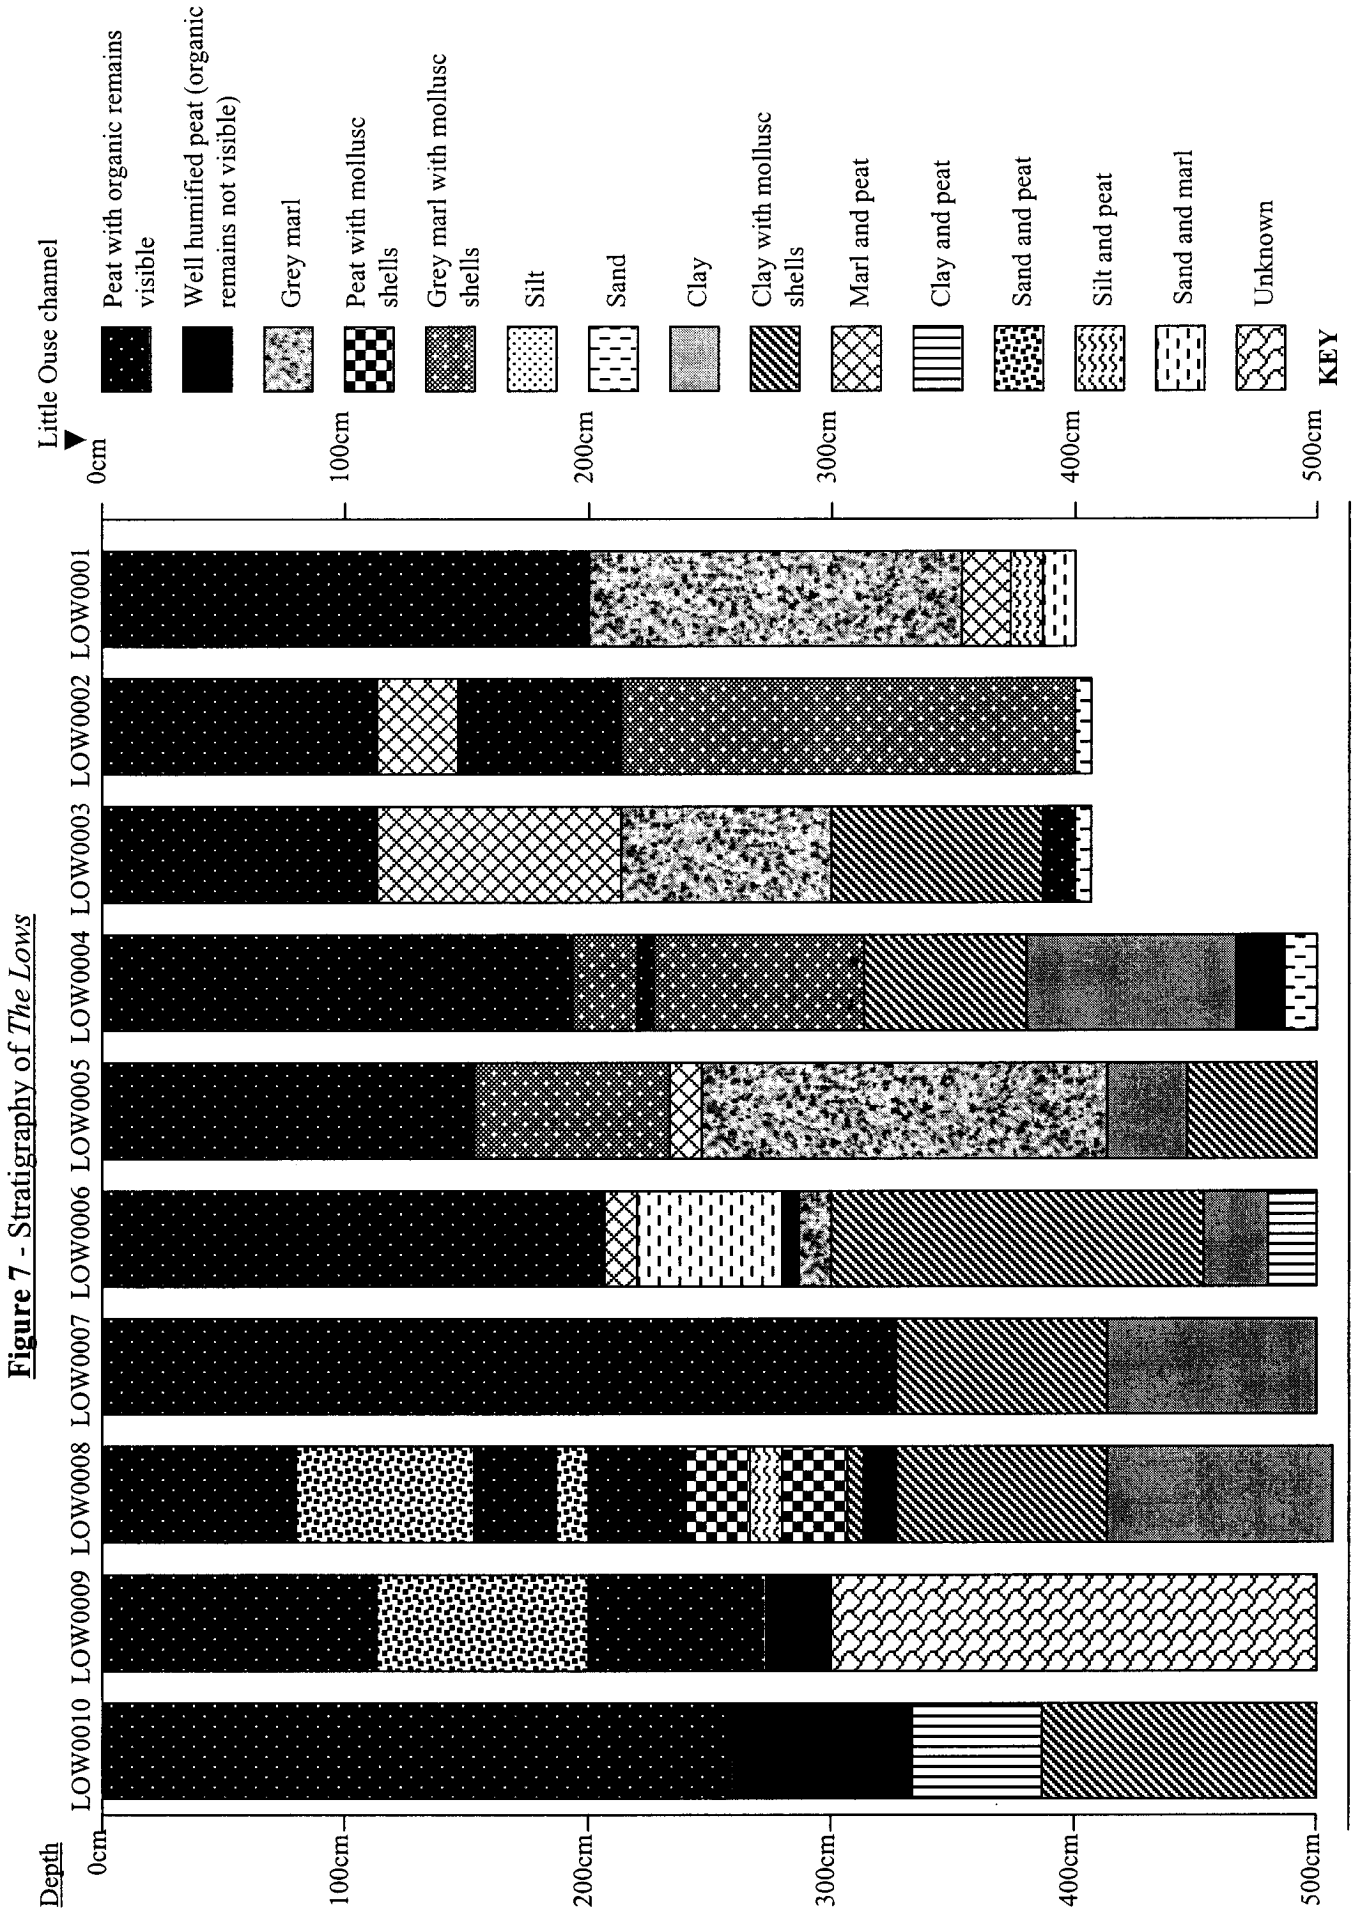 Figure 7 - Stratigraphy of The Lows
Depth
LOW0010
LOW0009
LOW0008
LOW0007
LOW0006
LOW0005
LOW0004
LOW0003
LOW0002
LOW0001
Little Ouse channel
0cm
100cm
200cm
300cm
400cm
500cm
0cm
100cm
200cm
300cm
400cm
500cm
Peat with organic remains
visible
Well humified peat (organic
remains not visible)
Grey marl
Peat with mollusc
shells
Grey marl with mollusc
shells
Silt
Sand
Clay
Clay with mollusc
shells
Marl and peat
Clay and peat
Sand and peat
Silt and peat
Sand and marl
Unknown
KEY